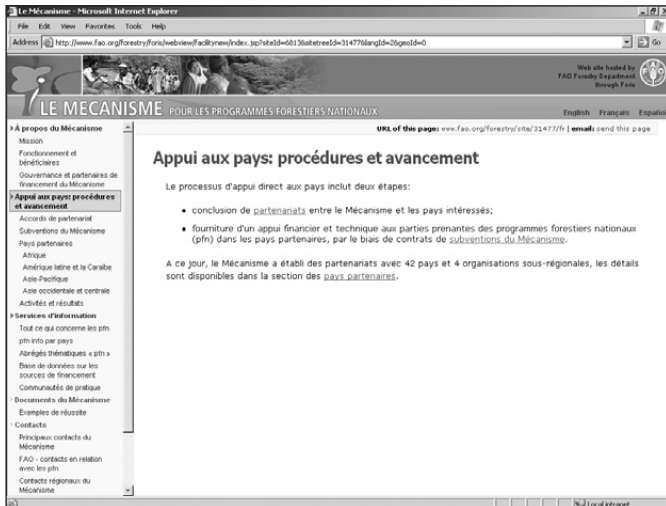 Le Mécanisme - Microsoft Internet Explorer
File Edit View Favorites Tools Help
Address http://www.fao.org/forestry/foris/webview/facilitynew/index.jsp?siteId=6813&sitetreeId=31477&langId=2&geoId=0 Go
Web site hosted by
FAO Forestry Department
through Foris
LE MECANISME POUR LES PROGRAMMES FORESTIERS NATIONAUX
English Français Español
URL of this page: www.fao.org/forestry/site/31477/fr | email: send this page
À propos du Mécanisme
Mission
Fonctionnement et
bénéficiaires
Gouvernance et partenaires de
financement du Mécanisme
Appui aux pays: procédures
et avancement
Accords de partenariat
Subventions du Mécanisme
Pays partenaires
Afrique
Amérique latine et la Caraïbe
Asie-Pacifique
Asie occidentale et centrale
Activités et résultats
Services d'information
Tout ce qui concerne les pfn
pfn info par pays
Abrégés thématiques « pfn »
Base de données sur les
sources de financement
Communautés de pratique
Documents du Mécanisme
Exemples de réussite
Contacts
Principaux contacts du
Mécanisme
FAO - contacts en relation
avec les pfn
Contacts régionaux du
Mécanisme
Appui aux pays: procédures et avancement
Le processus d'appui direct aux pays inclut deux étapes:
• conclusion de partenariats entre le Mécanisme et les pays intéressés;
• fourniture d'un appui financier et technique aux parties prenantes des programmes forestiers nationaux
(pfn) dans les pays partenaires, par le biais de contrats de subventions du Mécanisme.
A ce jour, le Mécanisme a établi des partenariats avec 42 pays et 4 organisations sous-régionales, les détails
sont disponibles dans la section des pays partenaires.
Local intranet